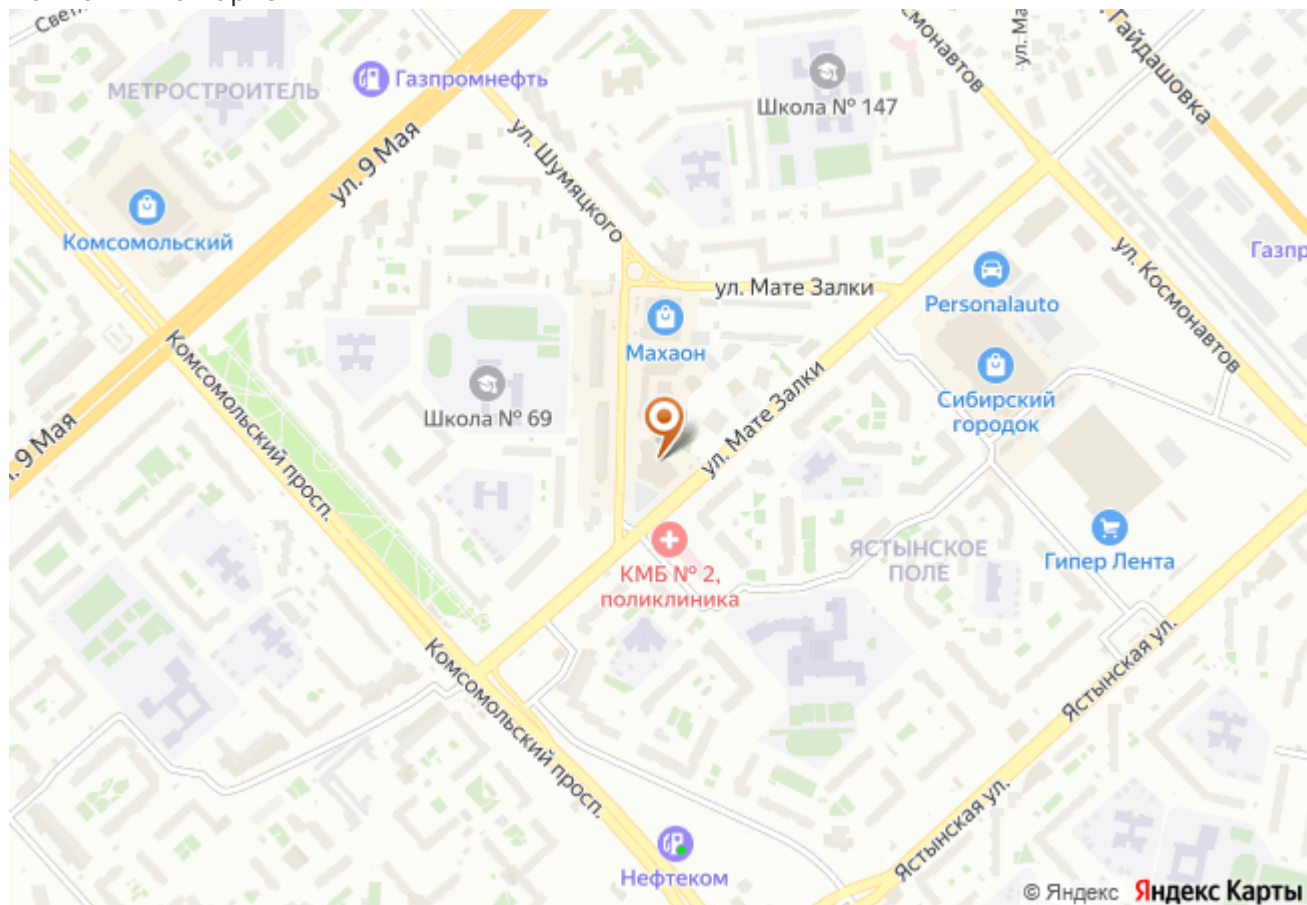 Газпромнефть
МЕТРОСТРОИТЕЛЬ
ул. 9 Мая
ул. Шумяцкого
Школа № 147
Гайдашовка
Комсомольский
ул. Мате Залки
Personalauto
ул. Космонавтов
Махаон
Комсомольский просп.
Школа № 69
ул. Мате Залки
Сибирский
городок
9 Мая
КМБ № 2,
поликлиника
ЯСТЫНСКОЕ
ПОЛЕ
Гипер Лента
Комсомольский просп.
Ястынская ул.
Ястынская ул.
Нефтеком
© Яндекс Яндекс Карты